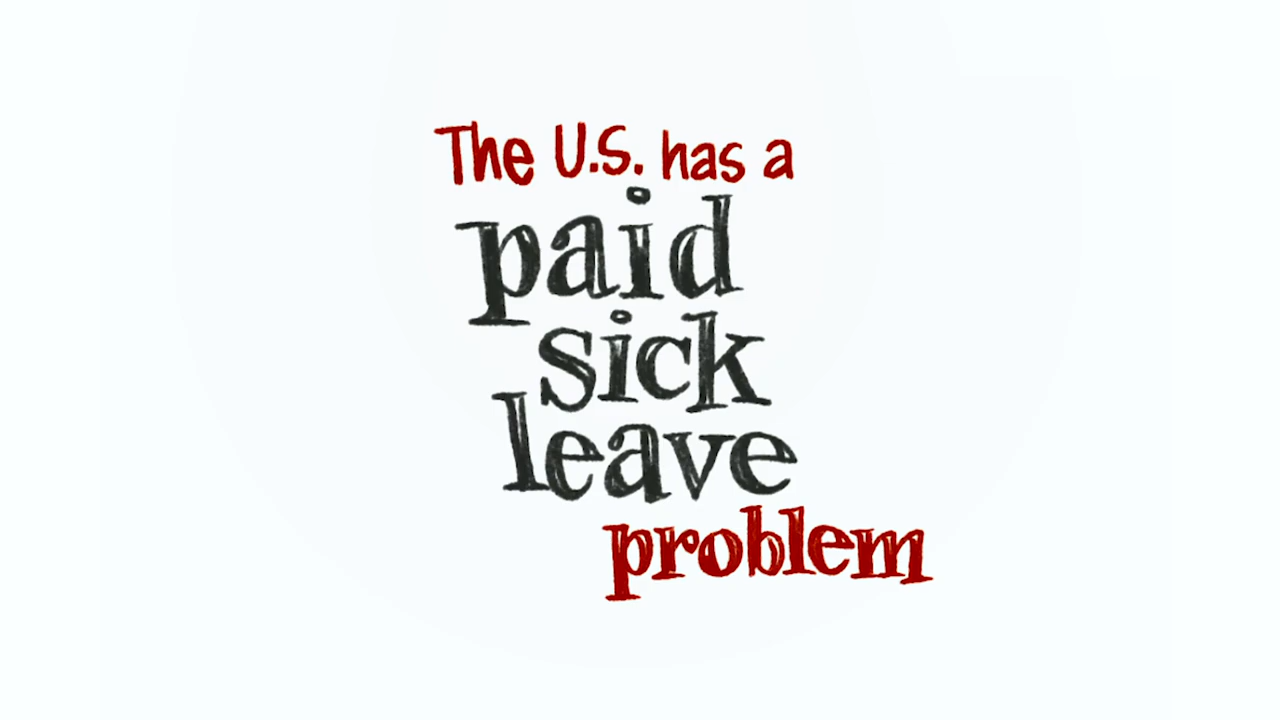 The U.S. has a
paid
sick
leave
problem